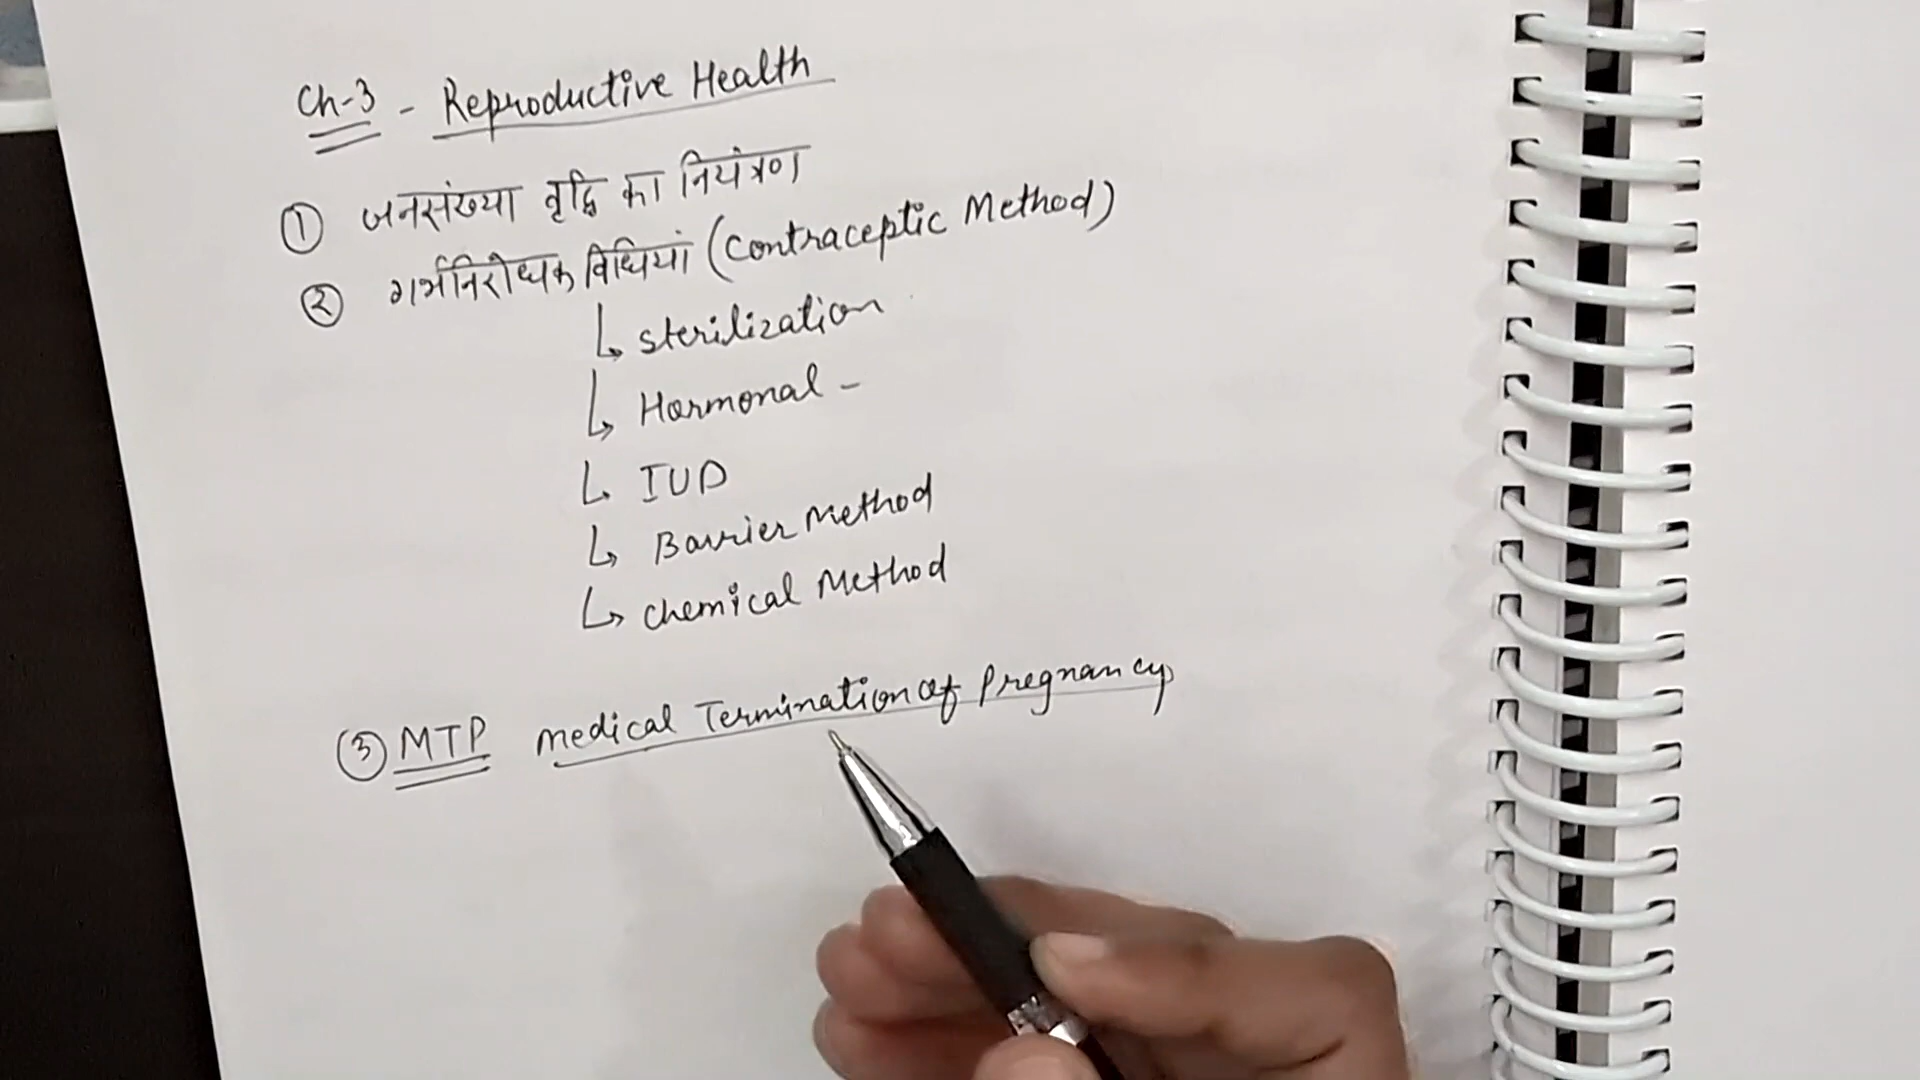 Ch-3 - Reproductive Health
① जनसंख्या वृद्धि का नियंत्रण
② गर्भनिरोधक विधियां (Contraceptic Method)
↳ sterilization
↳ Hormonal -
↳ IUD
↳ Barrier Method
↳ chemical Method
③ MTP medical Termination of Pregnancy